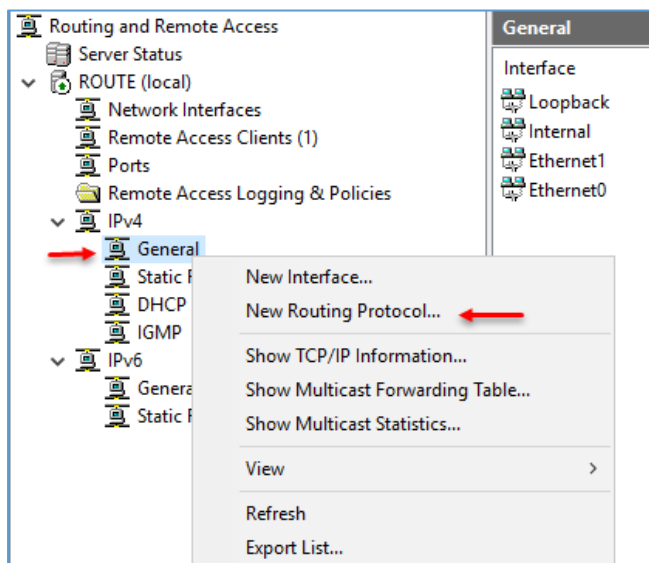 Routing and Remote Access
Server Status
ROUTE (local)
Network Interfaces
Remote Access Clients (1)
Ports
Remote Access Logging & Policies
IPv4
General
Static
DHCP
IGMP
IPv6
Static
General
Interface
Loopback
Internal
Ethernet1
Ethernet0
New Interface...
New Routing Protocol...
Show TCP/IP Information...
Show Multicast Forwarding Table...
Show Multicast Statistics...
View
Refresh
Export List...